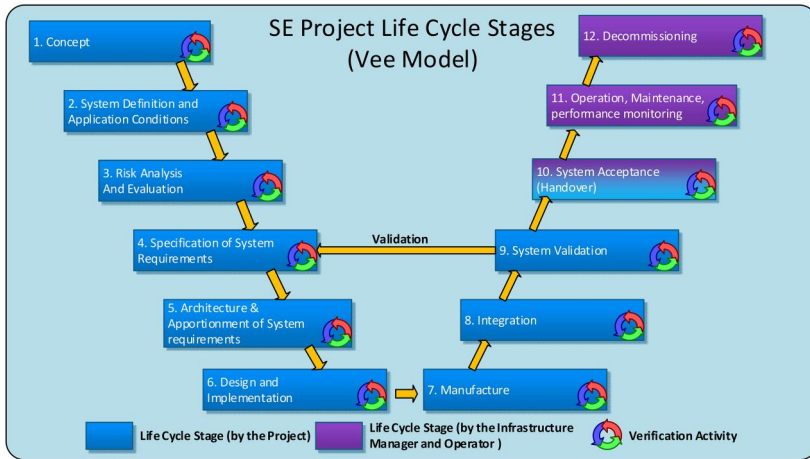 SE Project Life Cycle Stages
(Vee Model)
1. Concept
2. System Definition and
Application Conditions
3. Risk Analysis
And Evaluation
4. Specification of System
Requirements
5. Architecture &
Apportionment of System
requirements
6. Design and
Implementation
7. Manufacture
8. Integration
9. System Validation
Validation
10. System Acceptance
(Handover)
11. Operation, Maintenance,
performance monitoring
12. Decommissioning
Life Cycle Stage (by the Project)
Life Cycle Stage (by the Infrastructure
Manager and Operator )
Verification Activity